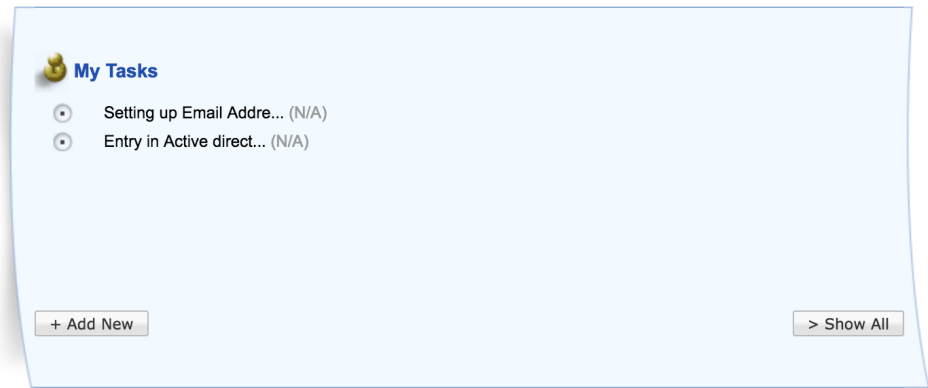 My Tasks
Setting up Email Addre... (N/A)
Entry in Active direct... (N/A)
+ Add New
> Show All